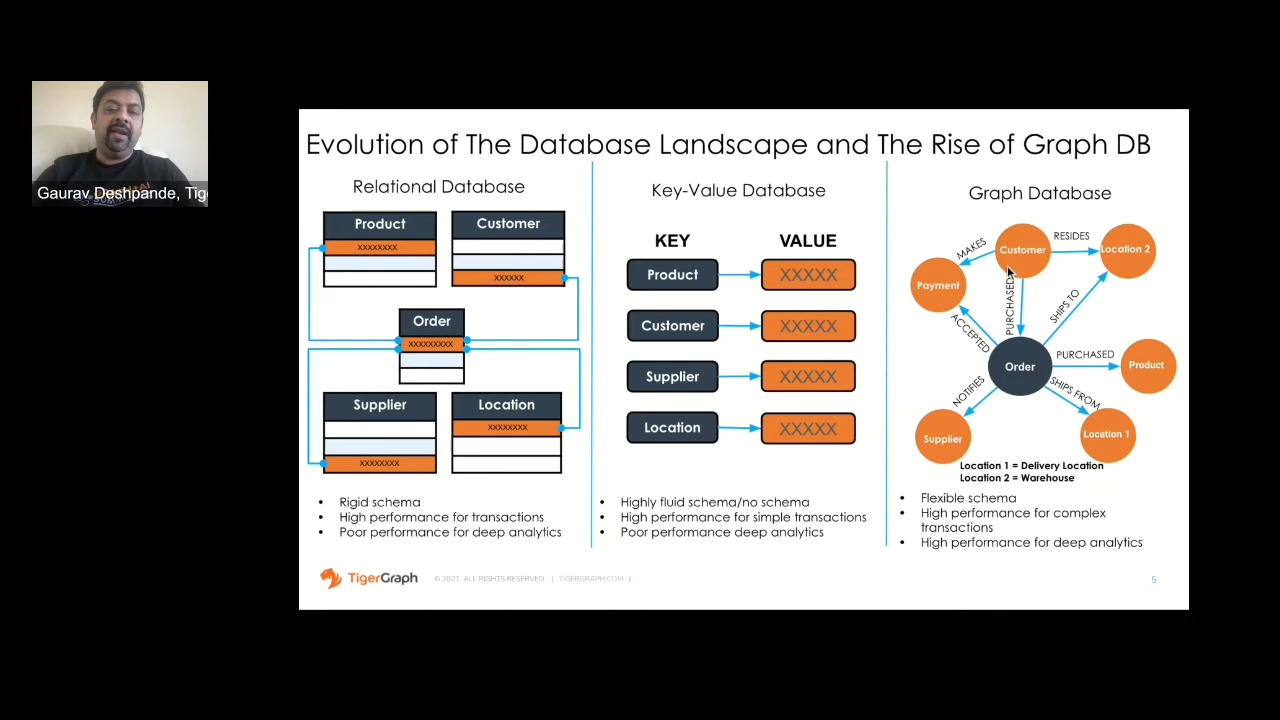 Gaurav Deshpande, Tig
Evolution of The Database Landscape and The Rise of Graph DB
Relational Database
Product
XXXXXXXX
Customer
XXXXXX
Order
XXXXXXXXX
Supplier
XXXXXXXX
Location
XXXXXXXX
• Rigid schema
• High performance for transactions
• Poor performance for deep analytics
Key-Value Database
KEY VALUE
Product XXXXX
Customer XXXXX
Supplier XXXXX
Location XXXXX
• Highly fluid schema/no schema
• High performance for simple transactions
• Poor performance deep analytics
Graph Database
Customer
RESIDES
Location 2
MAKES
Payment
PURCHASED
SHIPS TO
ACCEPTED
Order
PURCHASED
Product
NOTIFIES
SHIPS FROM
Supplier
Location 1
Location 1 = Delivery Location
Location 2 = Warehouse
• Flexible schema
• High performance for complex
transactions
• High performance for deep analytics
TigerGraph
© 2021. ALL RIGHTS RESERVED. | TIGERGRAPH.COM |
5